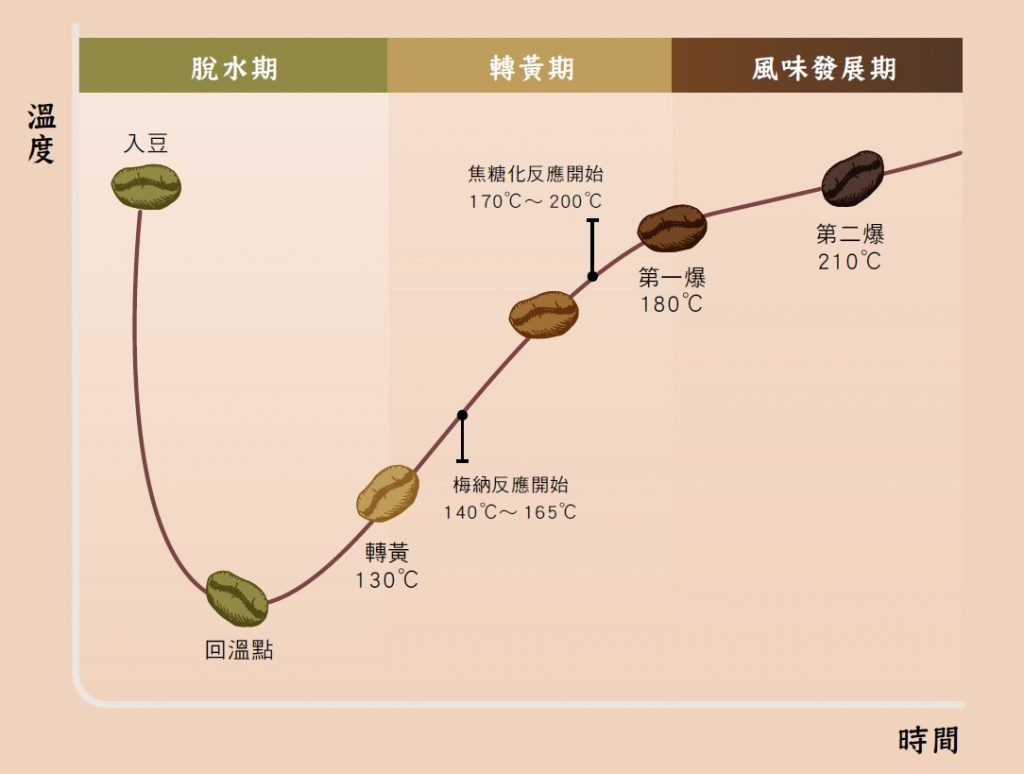 脫水期
轉黃期
風味發展期
溫度
入豆
焦糖化反應開始
170℃～200℃
第一爆
180℃
第二爆
210℃
梅納反應開始
140℃～165℃
轉黃
130℃
回溫點
時間